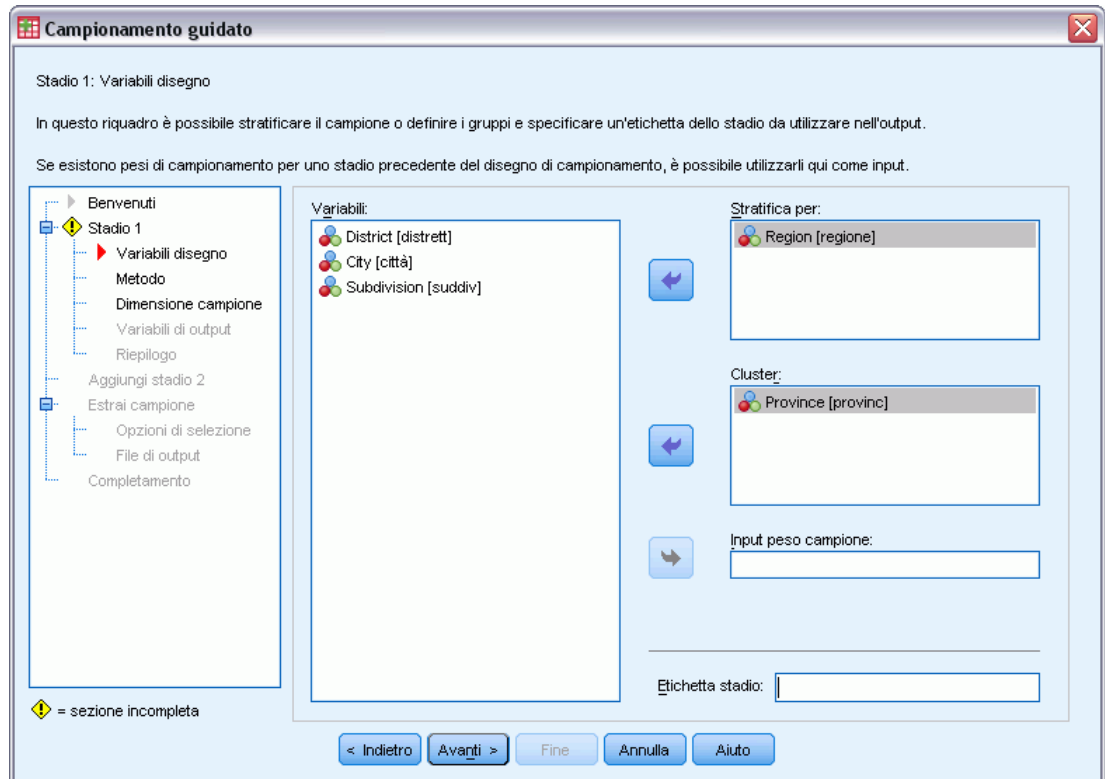 Campionamento guidato
Stadio 1: Variabili disegno
In questo riquadro è possibile stratificare il campione o definire i gruppi e specificare un'etichetta dello stadio da utilizzare nell'output.
Se esistono pesi di campionamento per uno stadio precedente del disegno di campionamento, è possibile utilizzarli qui come input.
Benvenuti
Stadio 1
Variabili disegno
Metodo
Dimensione campione
Variabili di output
Riepilogo
Aggiungi stadio 2
Estrai campione
Opzioni di selezione
File di output
Completamento
= sezione incompleta
Variabili:
District [distrett]
City [città]
Subdivision [suddiv]
Stratifica per:
Region [regione]
Cluster:
Province [provinc]
Input peso campione:
Etichetta stadio:
< Indietro
Avanti >
Fine
Annulla
Aiuto